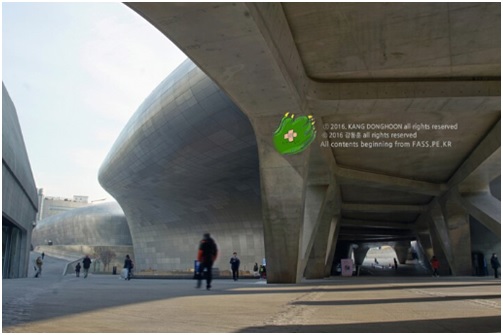 ⓒ 2016, KANG DONGHOON all rights reserved
ⓒ 2016 강동훈 all rights reserved
All contents beginning from FASS.PE.KR